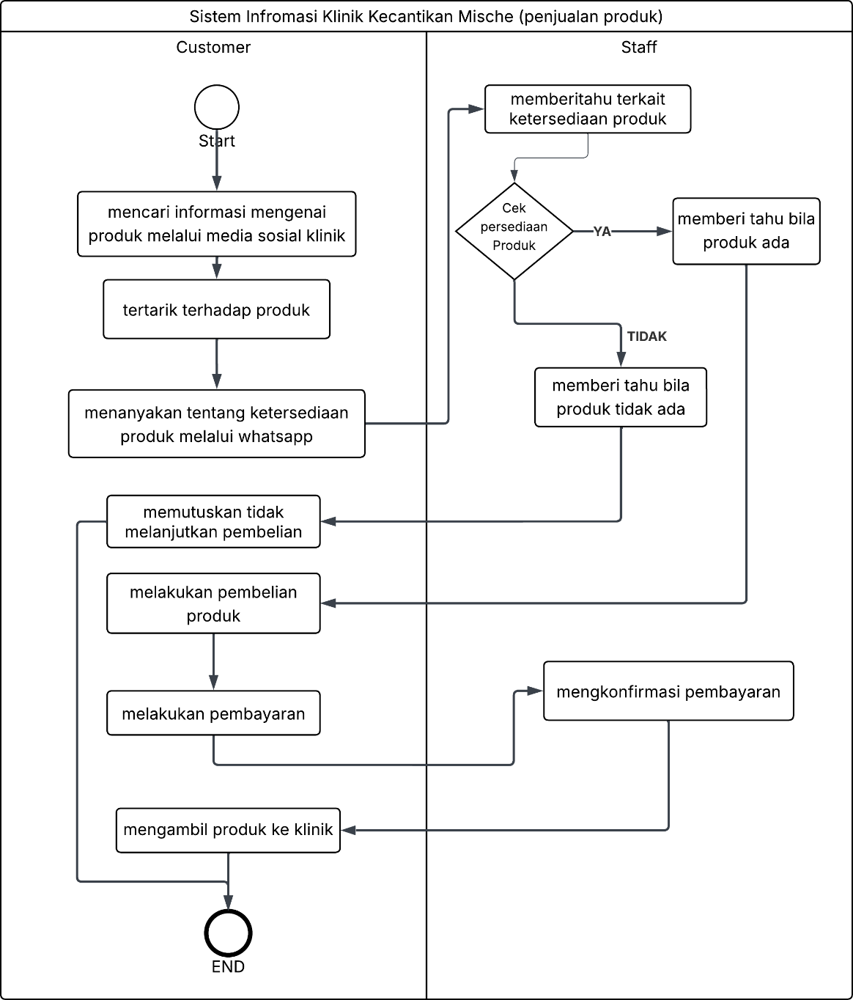 Sistem Infromasi Klinik Kecantikan Mische (penjualan produk)
Customer
Staff
Start
mencari informasi mengenai
produk melalui media sosial klinik
tertarik terhadap produk
menanyakan tentang ketersediaan
produk melalui whatsapp
memberitahu terkait
ketersediaan produk
Cek
persediaan
Produk
YA
memberi tahu bila
produk ada
TIDAK
memberi tahu bila
produk tidak ada
memutuskan tidak
melanjutkan pembelian
melakukan pembelian
produk
melakukan pembayaran
mengkonfirmasi pembayaran
mengambil produk ke klinik
END